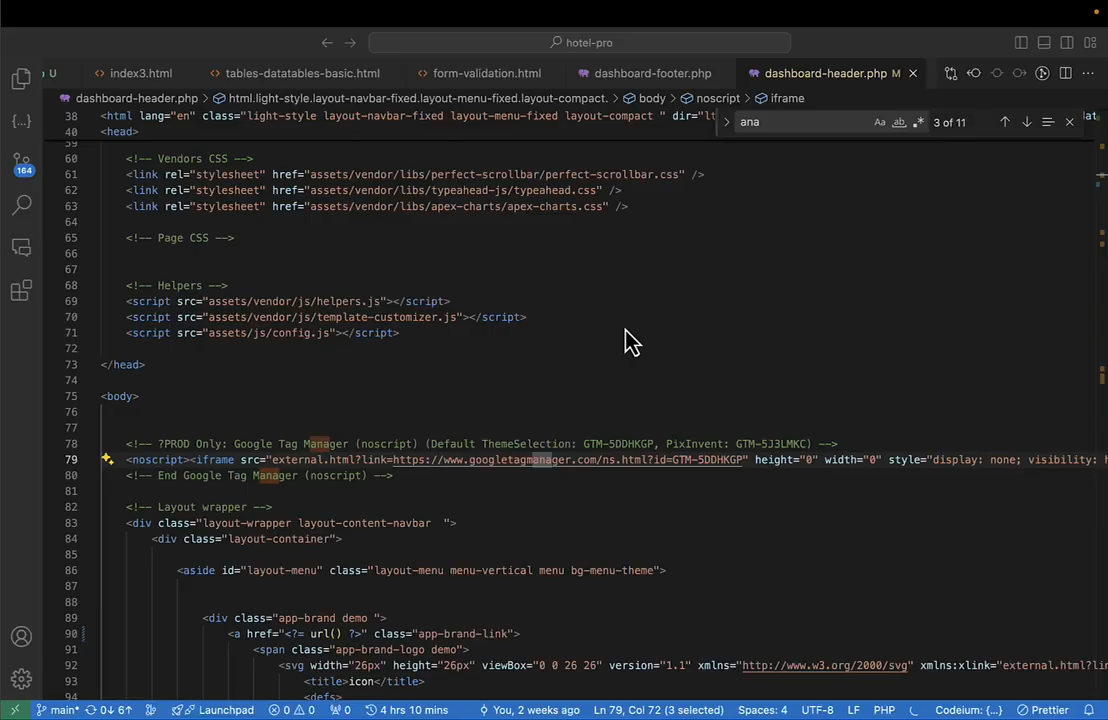 hotel-pro
U
index3.html
tables-datatables-basic.html
form-validation.html
dashboard-footer.php
dashboard-header.php M
dashboard-header.php > html.light-style.layout-navbar-fixed.layout-menu-fixed.layout-compact. > body > noscript > iframe
ana
Aa ab 3 of 11
38 <html lang="en" class="light-style layout-navbar-fixed layout-menu-fixed layout-compact " dir="lt
40 <head>
59
60 <!-- Vendors CSS -->
61 <link rel="stylesheet" href="assets/vendor/libs/perfect-scrollbar/perfect-scrollbar.css" />
62 <link rel="stylesheet" href="assets/vendor/libs/typeahead-js/typeahead.css" />
63 <link rel="stylesheet" href="assets/vendor/libs/apex-charts/apex-charts.css" />
64
65 <!-- Page CSS -->
66
67
68 <!-- Helpers -->
69 <script src="assets/vendor/js/helpers.js"></script>
70 <script src="assets/vendor/js/template-customizer.js"></script>
71 <script src="assets/js/config.js"></script>
72
73 </head>
74
75 <body>
76
77
78 <!-- ?PROD Only: Google Tag Manager (noscript) (Default ThemeSelection: GTM-5DDHKGP, PixInvent: GTM-5J3LMKC) -->
79 <noscript><iframe src="external.html?link=https://www.googletagmanager.com/ns.html?id=GTM-5DDHKGP" height="0" width="0" style="display: none; visibility: h
80 <!-- End Google Tag Manager (noscript) -->
81
82 <!-- Layout wrapper -->
83 <div class="layout-wrapper layout-content-navbar  ">
84 <div class="layout-container">
85
86 <aside id="layout-menu" class="layout-menu menu-vertical menu bg-menu-theme">
87
88
89 <div class="app-brand demo ">
90 <a href="<?= url() ?>" class="app-brand-link">
91 <span class="app-brand-logo demo">
92 <svg width="26px" height="26px" viewBox="0 0 26 26" version="1.1" xmlns="http://www.w3.org/2000/svg" xmlns:xlink="external.html?lin
93 <title>icon</title>
94 <defs>
164
main* 0↓ 6↑ Launchpad 0 0 0 4 hrs 10 mins You, 2 weeks ago Ln 79, Col 72 (3 selected) Spaces: 4 UTF-8 LF PHP Codeium: {...} Prettier